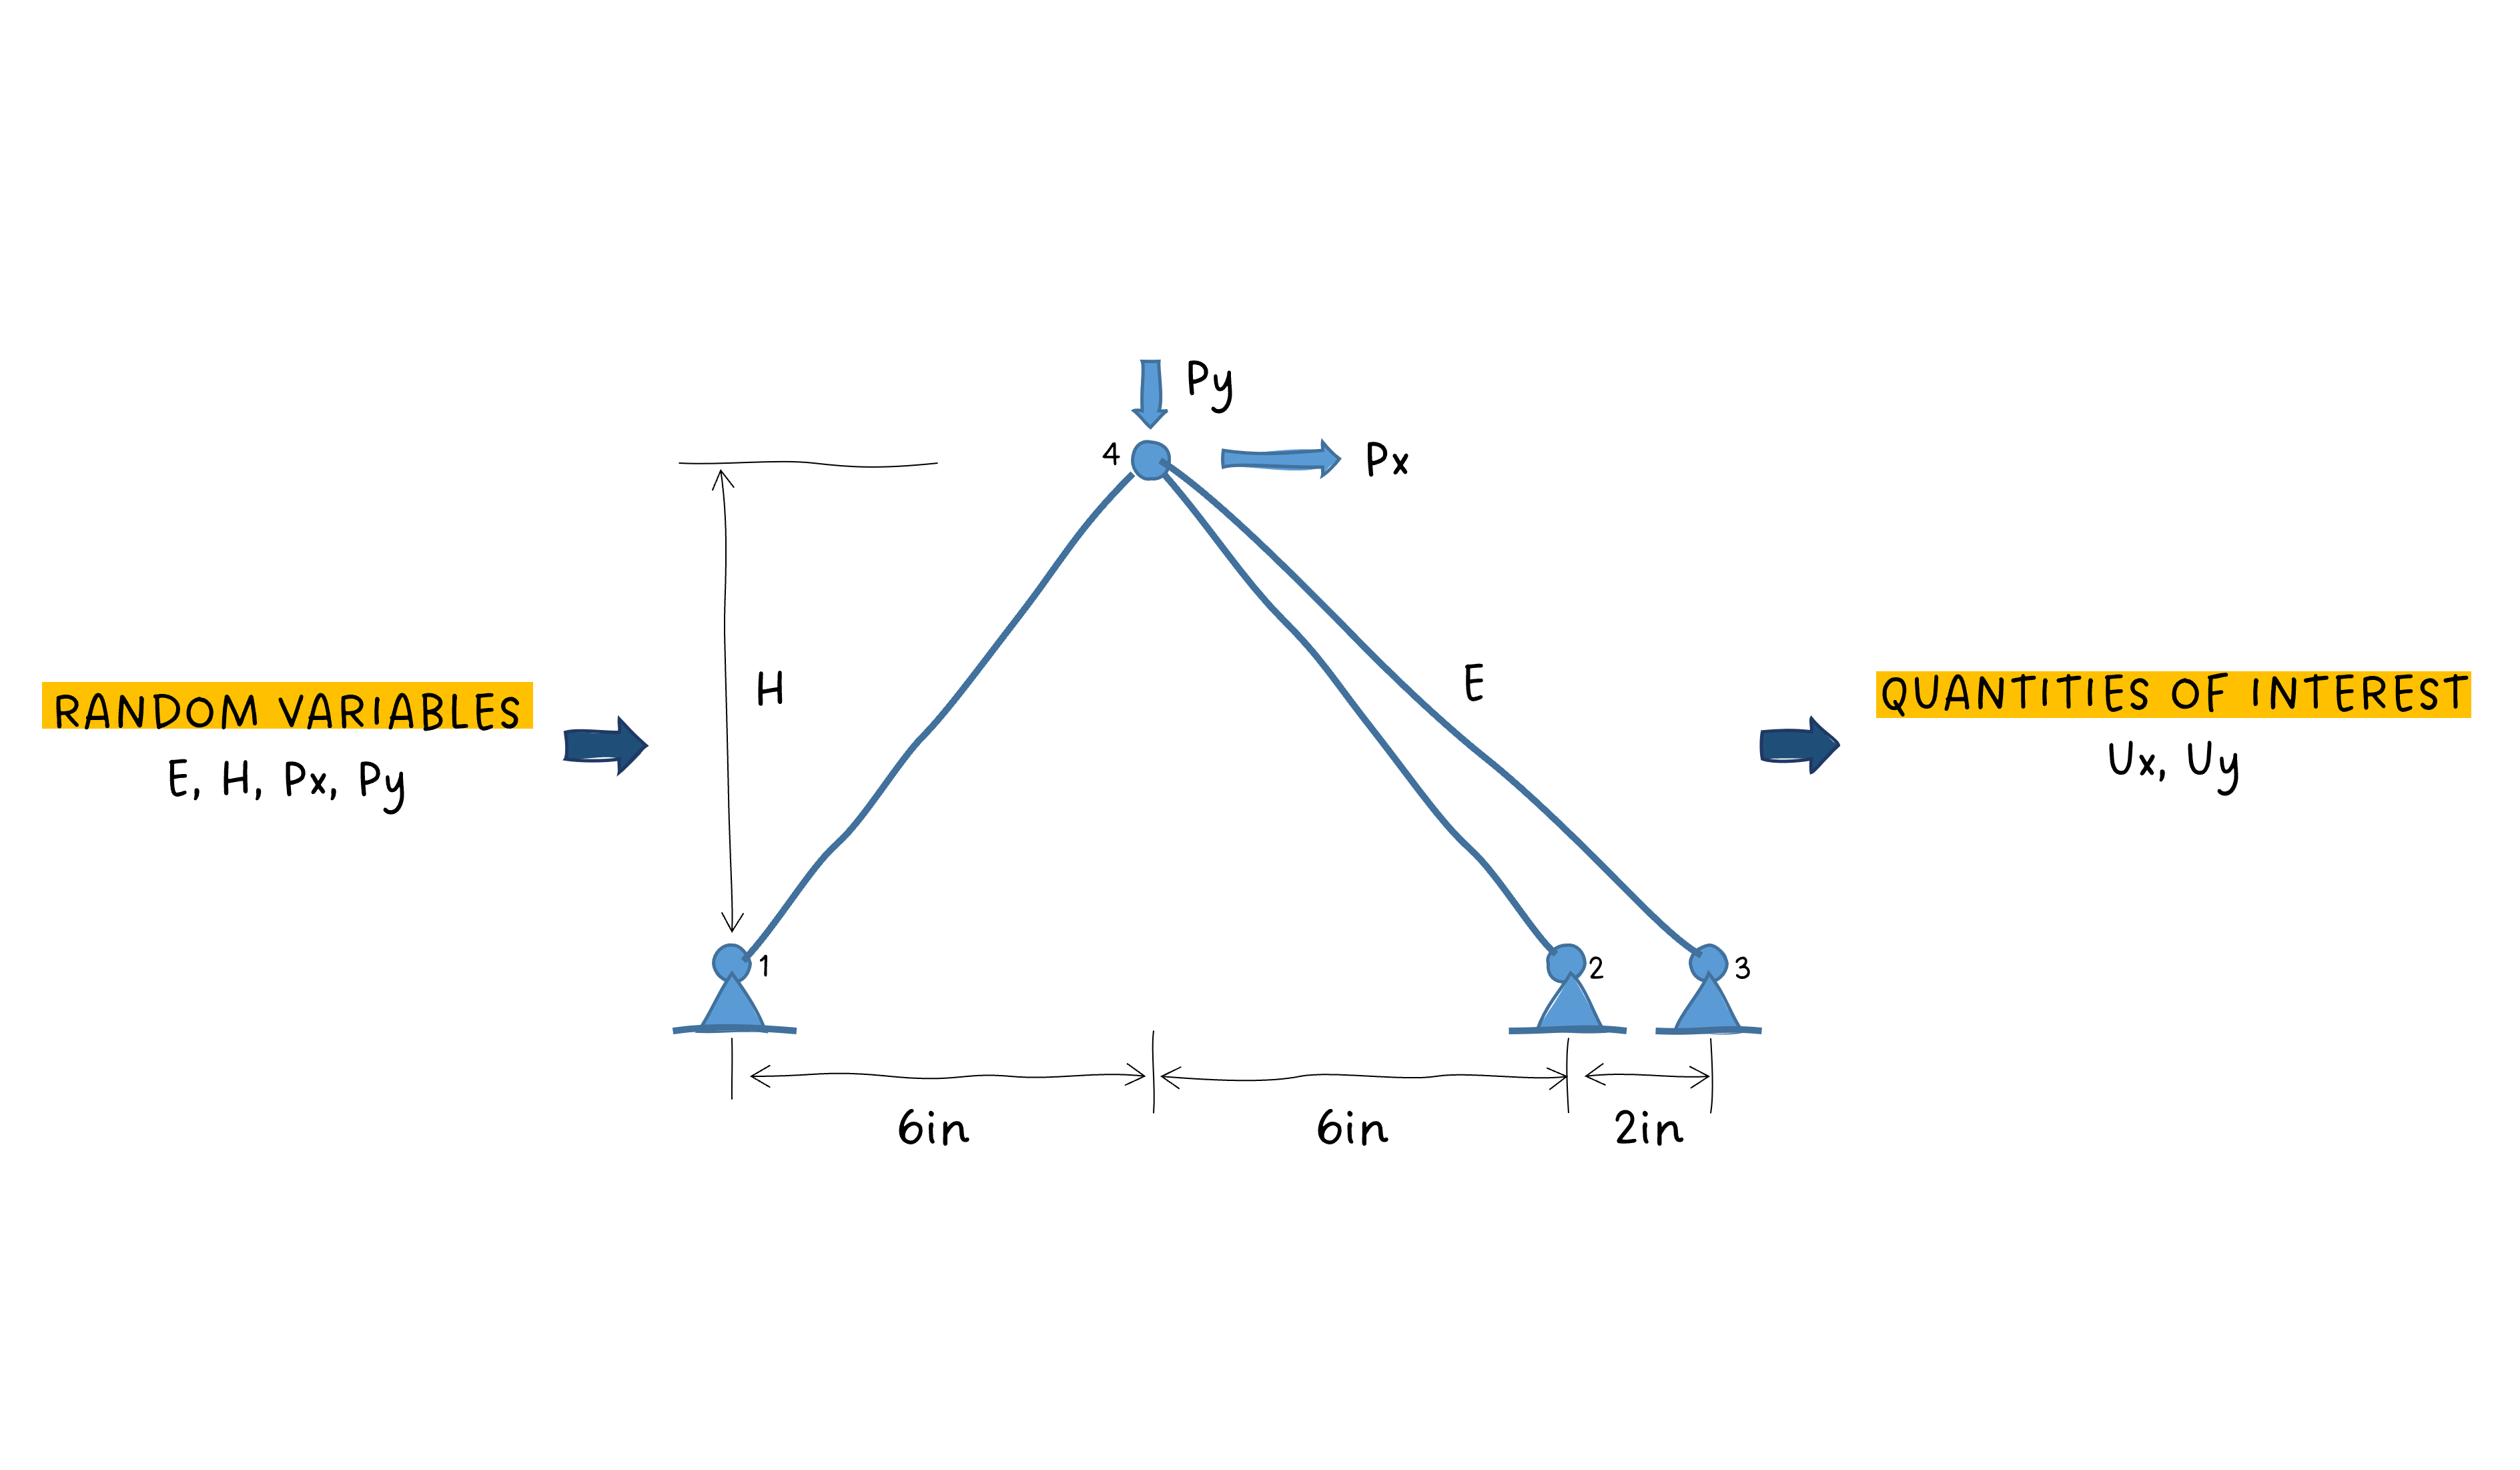 Py
4
Px
H
E
RANDOM VARIABLES
E, H, Px, Py
QUANTITIES OF INTEREST
Ux, Uy
1
2
3
6in
6in
2in